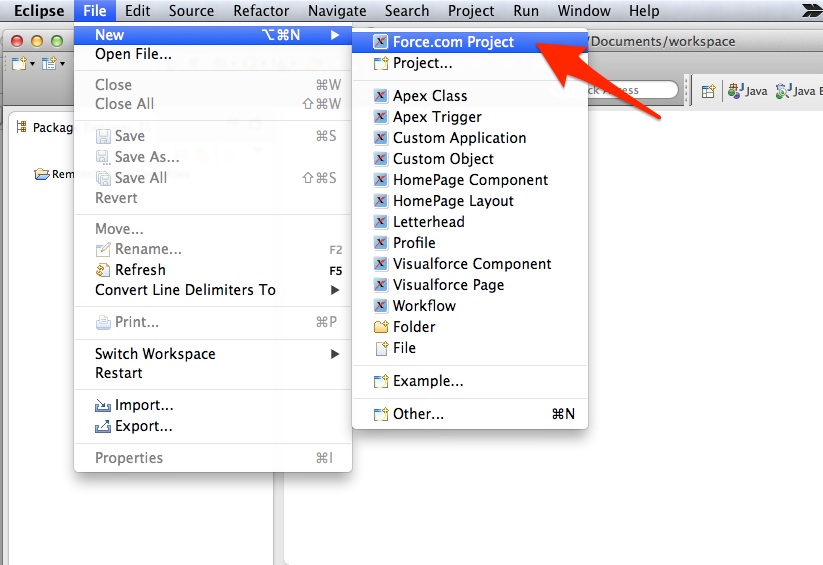 Eclipse File Edit Source Refactor Navigate Search Project Run Window Help
New ⌥⌘N ▶
Open File...
Close ⌘W
Close All ⇧⌘W
Save ⌘S
Save As...
Save All ⇧⌘S
Revert
Move...
Rename... F2
Refresh F5
Convert Line Delimiters To ▶
Print... ⌘P
Switch Workspace ▶
Restart
Import...
Export...
Properties ⌘I
Force.com Project
Project...
Apex Class
Apex Trigger
Custom Application
Custom Object
HomePage Component
HomePage Layout
Letterhead
Profile
Visualforce Component
Visualforce Page
Workflow
Folder
File
Example...
Other... ⌘N
/Documents/workspace
Access
Java
Java
Packag
Rem